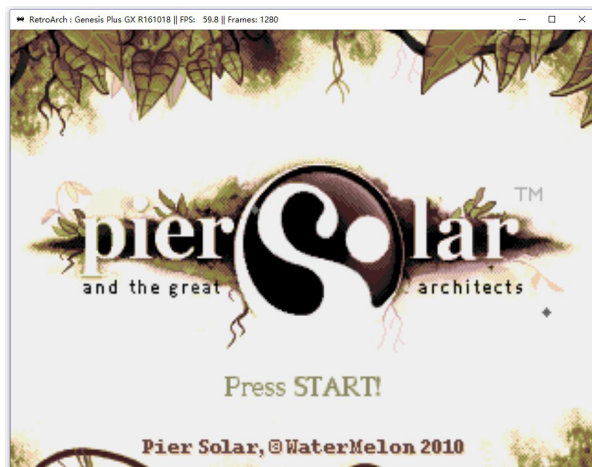 RetroArch : Genesis Plus GX R161018 || FPS: 59.8 || Frames: 1280
pier Solar ™
and the great architects
Press START!
Pier Solar, © WaterMelon 2010